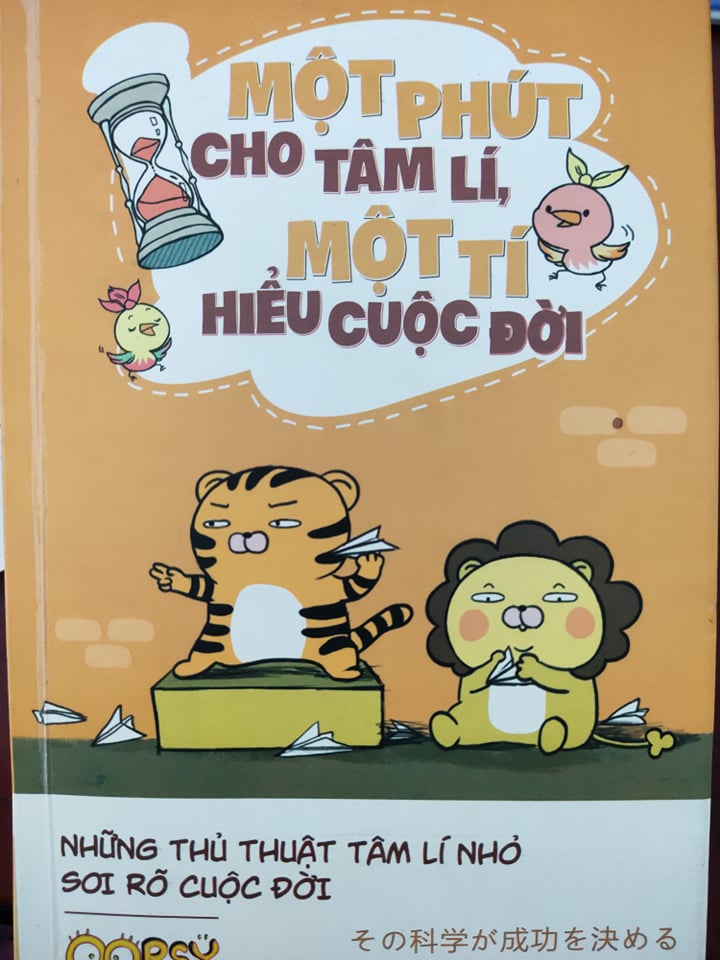 MỘT PHÚT
CHO TÂM LÍ,
MỘT TÍ
HIỂU CUỘC ĐỜI
NHỮNG THỦ THUẬT TÂM LÍ NHỎ
SOI RÕ CUỘC ĐỜI
OOPSY
その科学が成功を決める